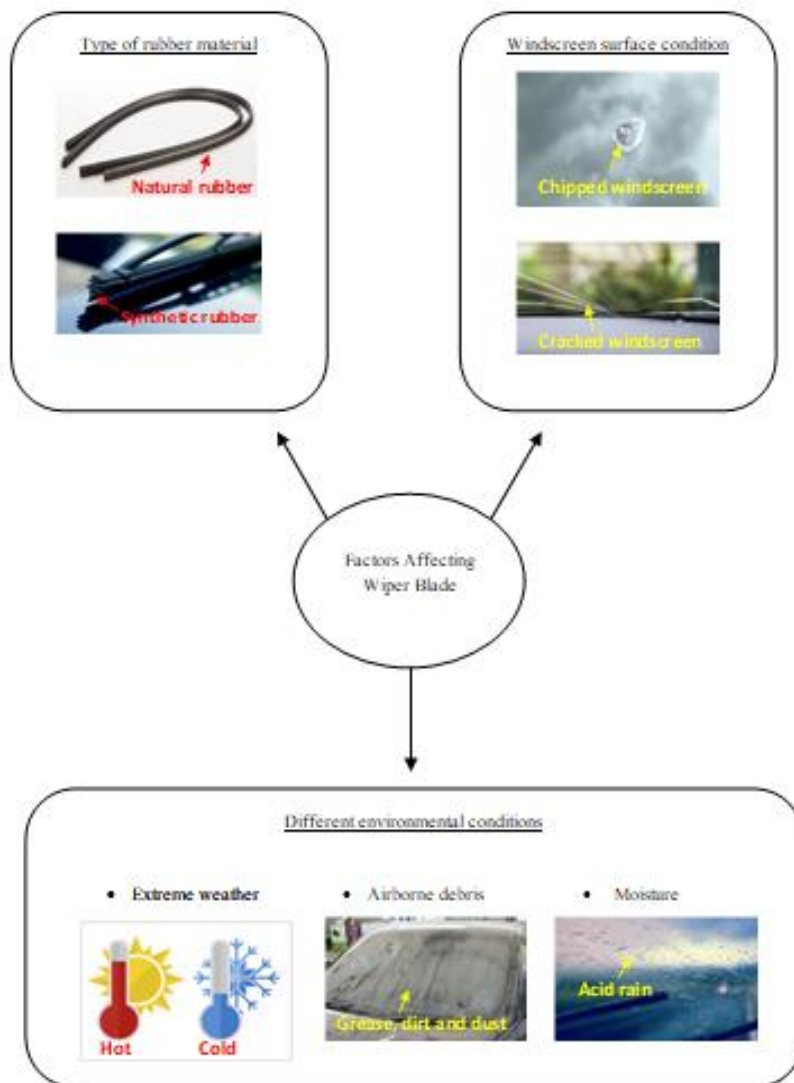 Type of rubber material
Natural rubber
Synthetic rubber
Windscreen surface condition
Chipped windscreen
Cracked windscreen
Factors Affecting
Wiper Blade
Different environmental conditions
• Extreme weather
Hot
Cold
• Airborne debris
Grease, dirt and dust
• Moisture
Acid rain